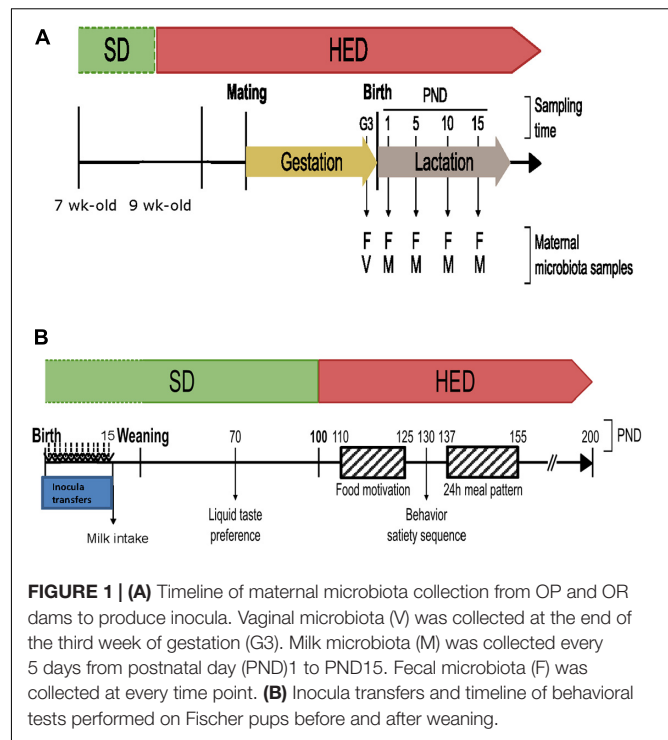 A
SD HED
Mating Birth PND Sampling
G3 1 5 10 15 time
Gestation Lactation
7 wk-old 9 wk-old
F F F F F Maternal
V M M M M microbiota samples
B
SD HED
Birth 15 Weaning 70 100 110 125 130 137 155 200 PND
Inocula
transfers
Food motivation 24h meal pattern
Milk intake
Liquid taste
preference
Behavior
satiety sequence
FIGURE 1 | (A) Timeline of maternal microbiota collection from OP and OR
dams to produce inocula. Vaginal microbiota (V) was collected at the end of
the third week of gestation (G3). Milk microbiota (M) was collected every
5 days from postnatal day (PND)1 to PND15. Fecal microbiota (F) was
collected at every time point. (B) Inocula transfers and timeline of behavioral
tests performed on Fischer pups before and after weaning.